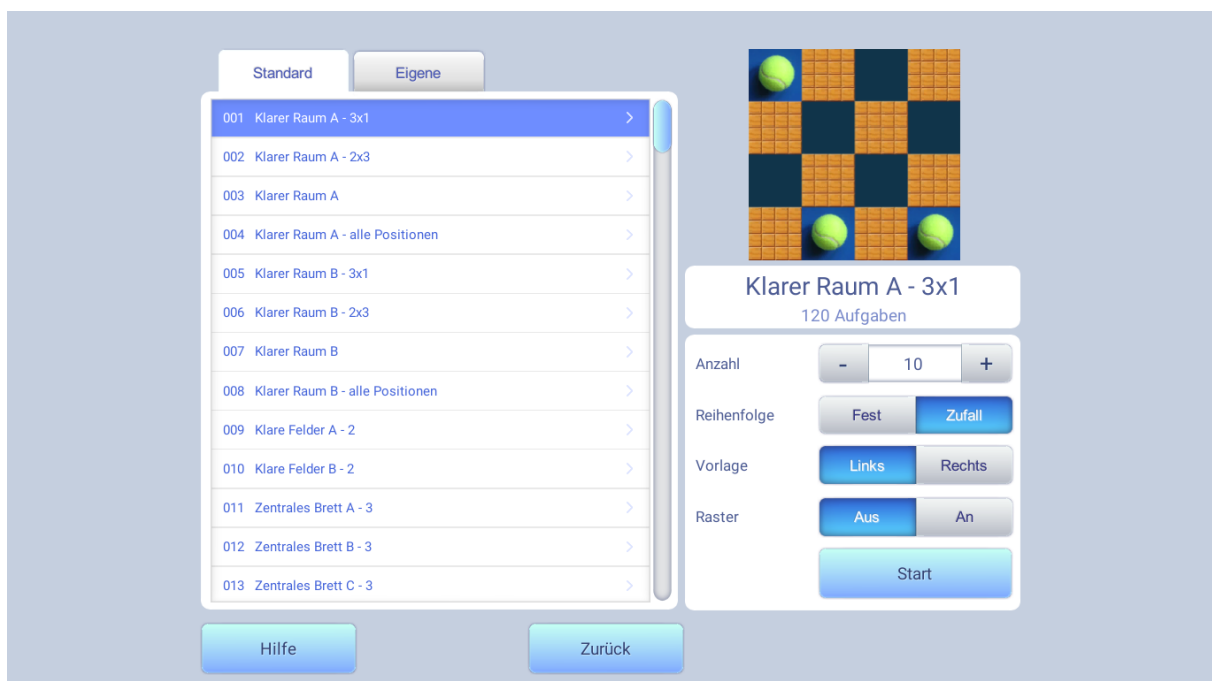 Standard
Eigene
001 Klarer Raum A - 3x1
002 Klarer Raum A - 2x3
003 Klarer Raum A
004 Klarer Raum A - alle Positionen
005 Klarer Raum B - 3x1
006 Klarer Raum B - 2x3
007 Klarer Raum B
008 Klarer Raum B - alle Positionen
009 Klare Felder A - 2
010 Klare Felder B - 2
011 Zentrales Brett A - 3
012 Zentrales Brett B - 3
013 Zentrales Brett C - 3
Hilfe
Zurück
Klarer Raum A - 3x1
120 Aufgaben
Anzahl - 10 +
Reihenfolge Fest Zufall
Vorlage Links Rechts
Raster Aus An
Start